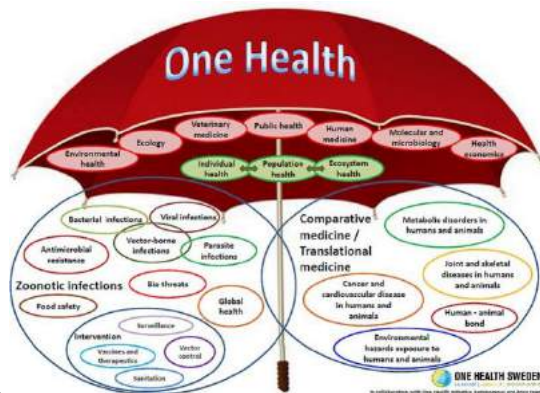 One Health
Veterinary
medicine
Public health
Human
medicine
Molecular and
microbiology
Ecology
Environmental
health
Health
economics
Individual
health
Population
health
Ecosystem
health
Bacterial infections
Viral infections
Vector-borne
infections
Parasite
infections
Antimicrobial
resistance
Zoonotic infections
Bio threats
Food safety
Global
health
Surveillance
Intervention
Vaccines and
therapeutics
Vector
control
Sanitation
Comparative
medicine /
Translational
medicine
Metabolic disorders in
humans and animals
Joint and skeletal
diseases in humans
and animals
Cancer and
cardiovascular disease
in humans and
animals
Human - animal
bond
Environmental
hazards exposure to
humans and animals
ONE HEALTH SWEDEN